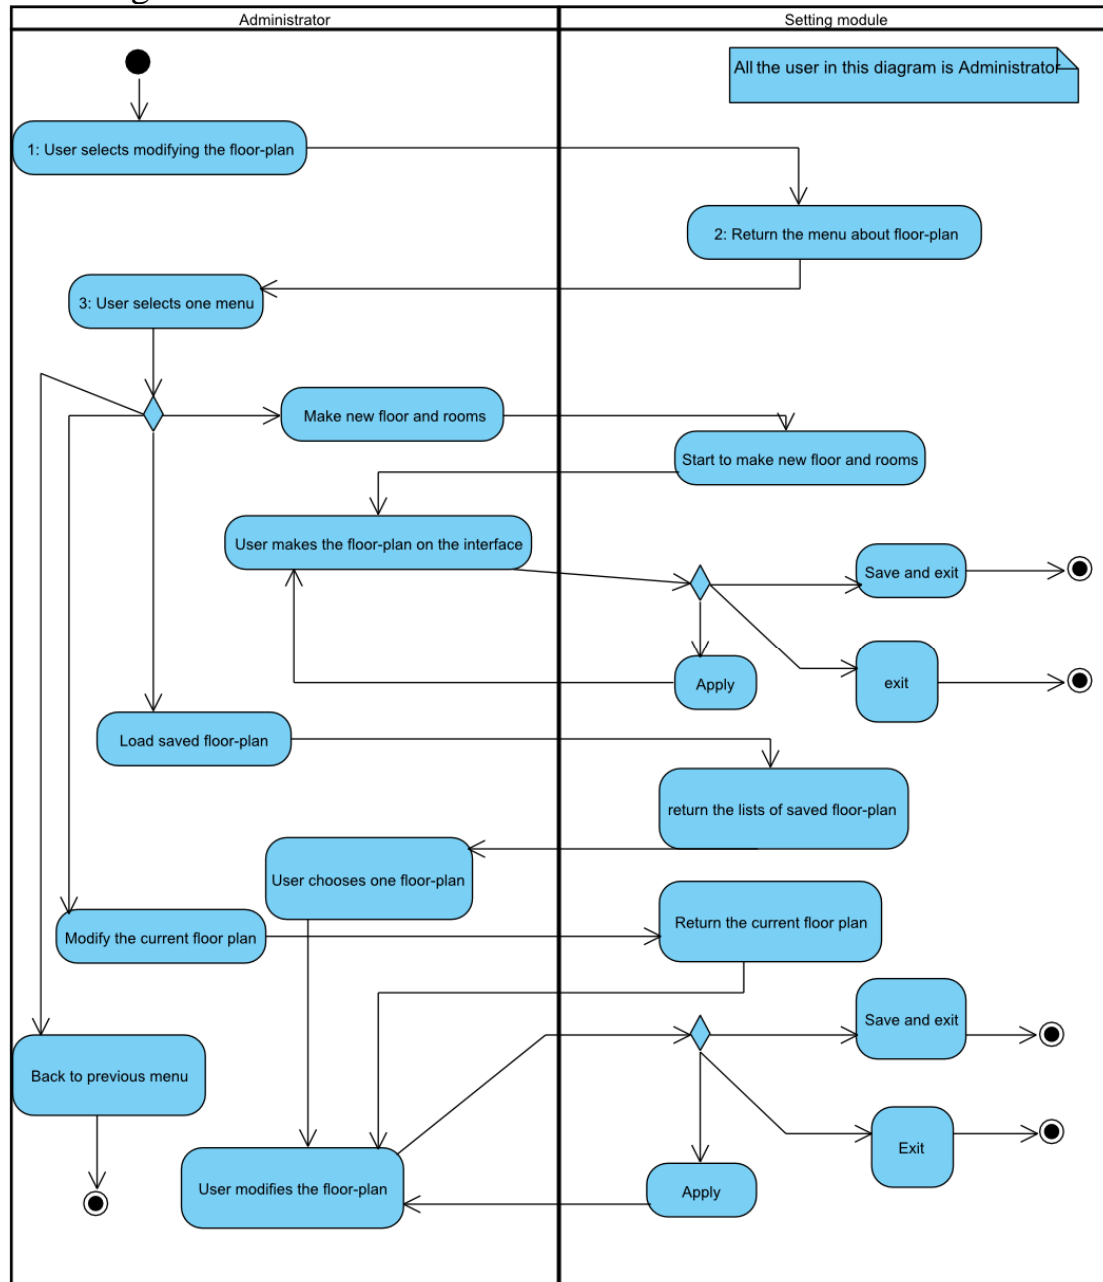 Administrator
Setting module
All the user in this diagram is Administrator
1: User selects modifying the floor-plan
2: Return the menu about floor-plan
3: User selects one menu
Make new floor and rooms
Start to make new floor and rooms
User makes the floor-plan on the interface
Save and exit
Apply
exit
Load saved floor-plan
return the lists of saved floor-plan
User chooses one floor-plan
Return the current floor plan
Modify the current floor plan
Save and exit
Back to previous menu
Exit
User modifies the floor-plan
Apply